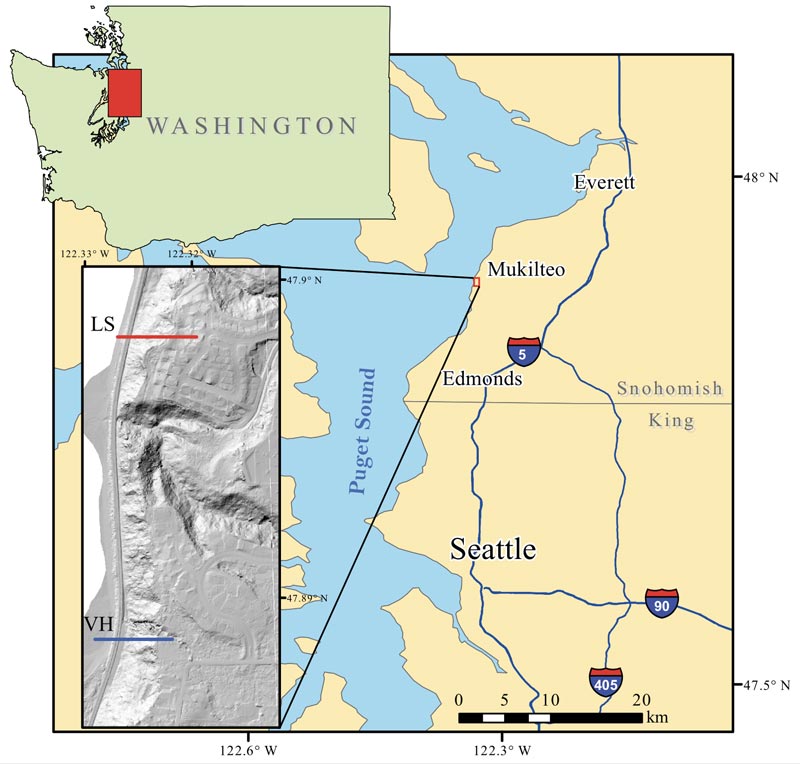 WASHINGTON
Everett
48° N
122.33° W
122.32° W
Mukilteo
47.9° N
LS
5
Edmonds
Snohomish
King
Puget Sound
Seattle
47.89° N
90
VH
405
47.5° N
0 5 10 20
km
122.6° W
122.3° W